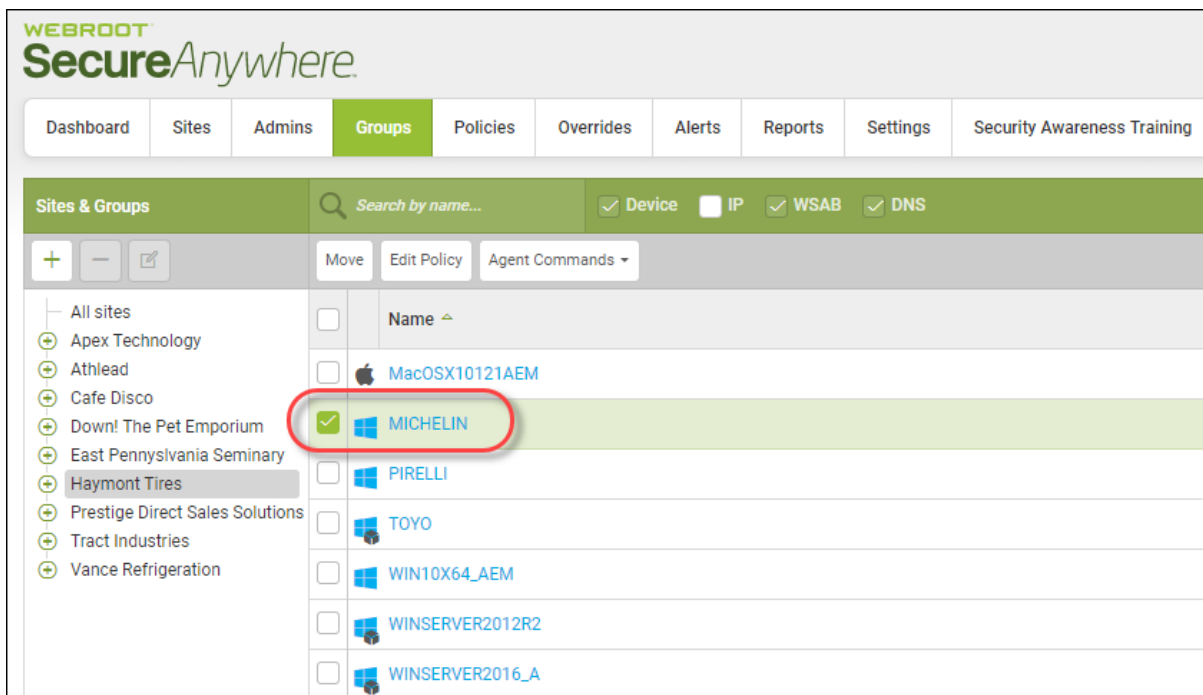 WEBROOT
SecureAnywhere
Dashboard Sites Admins Groups Policies Overrides Alerts Reports Settings Security Awareness Training
Sites & Groups Search by name... Device IP WSAB DNS
Move Edit Policy Agent Commands
All sites
Apex Technology
Athlead
Cafe Disco
Down! The Pet Emporium
East Pennyslvania Seminary
Haymont Tires
Prestige Direct Sales Solutions
Tract Industries
Vance Refrigeration
Name
MacOSX10121AEM
MICHELIN
PIRELLI
TOYO
WIN10X64_AEM
WINSERVER2012R2
WINSERVER2016_A